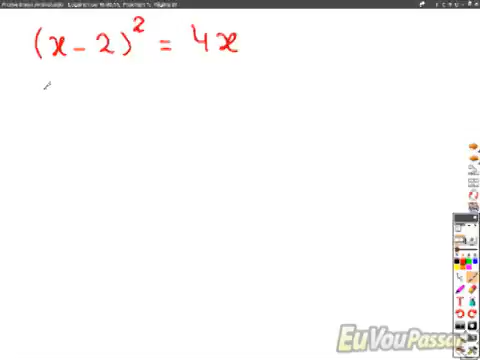 (x - 2)² = 4x
EuVouPassar